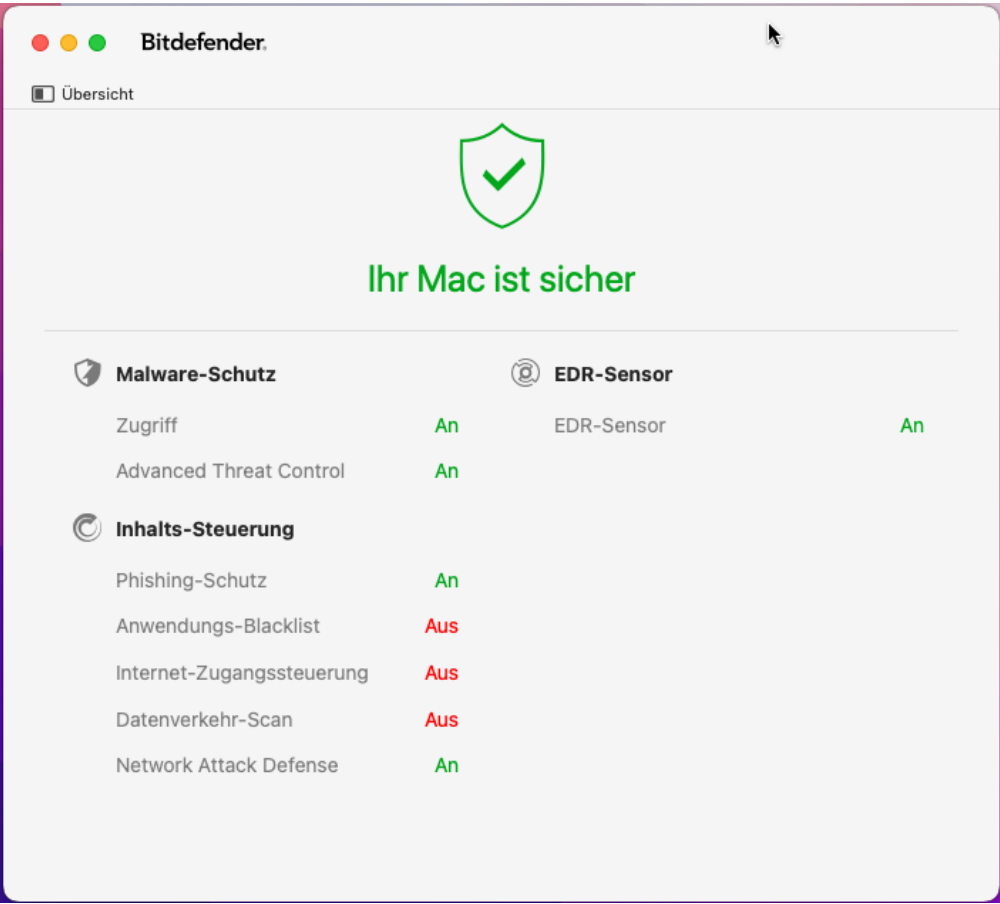 Bitdefender
Übersicht
Ihr Mac ist sicher
Malware-Schutz
Zugriff An
Advanced Threat Control An
Inhalts-Steuerung
Phishing-Schutz An
Anwendungs-Blacklist Aus
Internet-Zugangssteuerung Aus
Datenverkehr-Scan Aus
Network Attack Defense An
EDR-Sensor
EDR-Sensor An